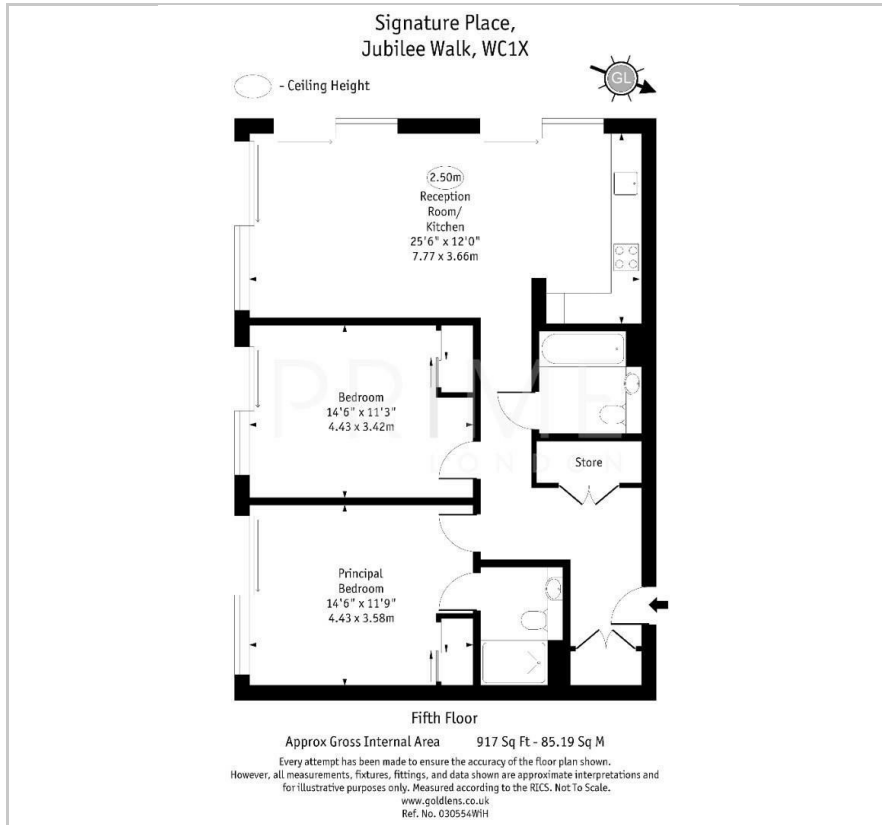 Signature Place,
Jubilee Walk, WC1X
- Ceiling Height
GL
2.50m
Reception
Room/
Kitchen
25'6" x 12'0"
7.77 x 3.66m
Bedroom
14'6" x 11'3"
4.43 x 3.42m
PRIME
LONDON
Store
Principal
Bedroom
14'6" x 11'9"
4.43 x 3.58m
Fifth Floor
Approx Gross Internal Area 917 Sq Ft - 85.19 Sq M
Every attempt has been made to ensure the accuracy of the floor plan shown.
However, all measurements, fixtures, fittings, and data shown are approximate interpretations and
for illustrative purposes only. Measured according to the RICS. Not To Scale.
www.goldlens.co.uk
Ref. No. 030554WiH